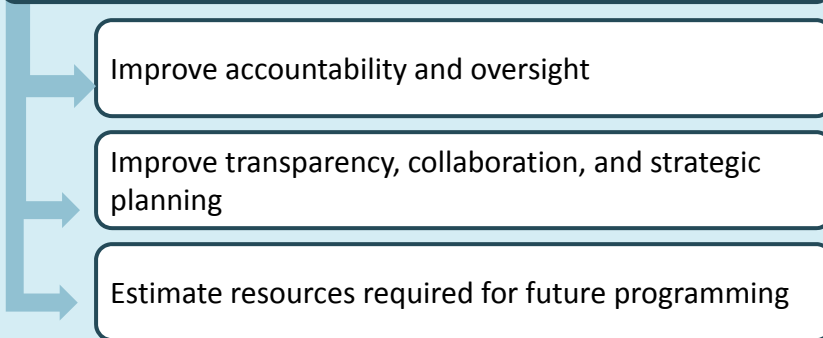 Improve accountability and oversight
Improve transparency, collaboration, and strategic
planning
Estimate resources required for future programming